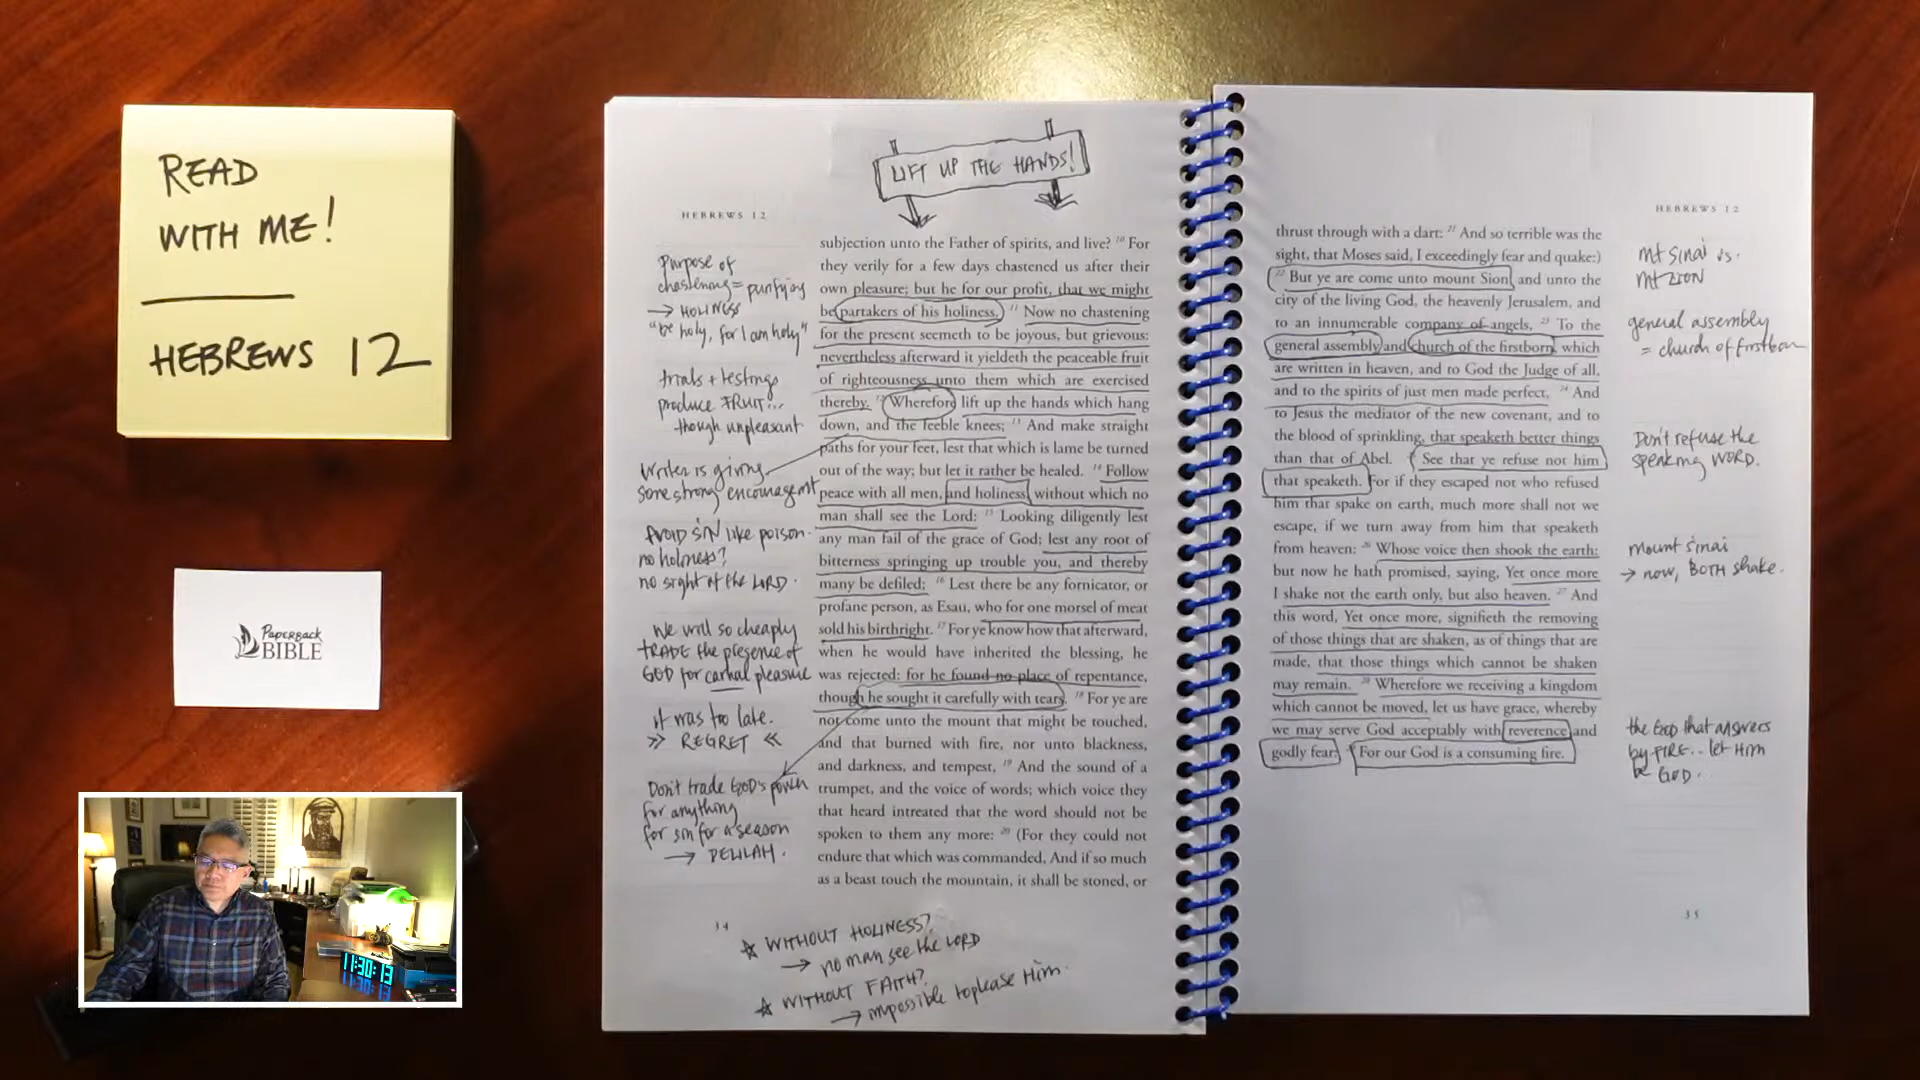 READ
WITH ME!
HEBREWS 12
Paperback
BIBLE
11:30:13
LIFT UP THE HANDS!
HEBREWS 12
Purpose of
chastening = purifying
→ HOLINESS
"be holy, for I am holy"
trials + testings
produce FRUIT...
though unpleasant
Writer is giving
some strong encouragemt
AVOID SIN like poison.
no holiness?
no sight of the LORD.
We will so cheaply
TRADE the presence of
GOD for carnal pleasure
it was too late.
» REGRET «
Don't trade GOD's power
for anything
for sin for a season
→ DELILAH.
subjection unto the Father of spirits, and live? 10 For
they verily for a few days chastened us after their
own pleasure; but he for our profit, that we might
be partakers of his holiness. 11 Now no chastening
for the present seemeth to be joyous, but grievous:
nevertheless afterward it yieldeth the peaceable fruit
of righteousness unto them which are exercised
thereby. 12 Wherefore lift up the hands which hang
down, and the feeble knees; 13 And make straight
paths for your feet, lest that which is lame be turned
out of the way; but let it rather be healed. 14 Follow
peace with all men, and holiness, without which no
man shall see the Lord: 15 Looking diligently lest
any man fail of the grace of God; lest any root of
bitterness springing up trouble you, and thereby
many be defiled; 16 Lest there be any fornicator, or
profane person, as Esau, who for one morsel of meat
sold his birthright. 17 For ye know how that afterward,
when he would have inherited the blessing, he
was rejected: for he found no place of repentance,
though he sought it carefully with tears. 18 For ye are
not come unto the mount that might be touched,
and that burned with fire, nor unto blackness,
and darkness, and tempest, 19 And the sound of a
trumpet, and the voice of words; which voice they
that heard intreated that the word should not be
spoken to them any more: 20 (For they could not
endure that which was commanded, And if so much
as a beast touch the mountain, it shall be stoned, or
34
☆ WITHOUT HOLINESS?
→ no man see the LORD
☆ WITHOUT FAITH?
→ impossible to please Him.
HEBREWS 12
thrust through with a dart: 21 And so terrible was the
sight, that Moses said, I exceedingly fear and quake:)
22 But ye are come unto mount Sion, and unto the
city of the living God, the heavenly Jerusalem, and
to an innumerable company of angels, 23 To the
general assembly and church of the firstborn, which
are written in heaven, and to God the Judge of all,
and to the spirits of just men made perfect, 24 And
to Jesus the mediator of the new covenant, and to
the blood of sprinkling, that speaketh better things
than that of Abel. See that ye refuse not him
that speaketh. For if they escaped not who refused
him that spake on earth, much more shall not we
escape, if we turn away from him that speaketh
from heaven: 26 Whose voice then shook the earth:
but now he hath promised, saying, Yet once more
I shake not the earth only, but also heaven. 27 And
this word, Yet once more, signifieth the removing
of those things that are shaken, as of things that are
made, that those things which cannot be shaken
may remain. 28 Wherefore we receiving a kingdom
which cannot be moved, let us have grace, whereby
we may serve God acceptably with reverence and
godly fear: For our God is a consuming fire.
Mt Sinai vs.
Mt ZION
general assembly
= church of firstborn
Don't refuse the
speaking WORD.
Mount Sinai
→ now, BOTH shake.
the GOD that answers
by FIRE.. let Him
be GOD.
35